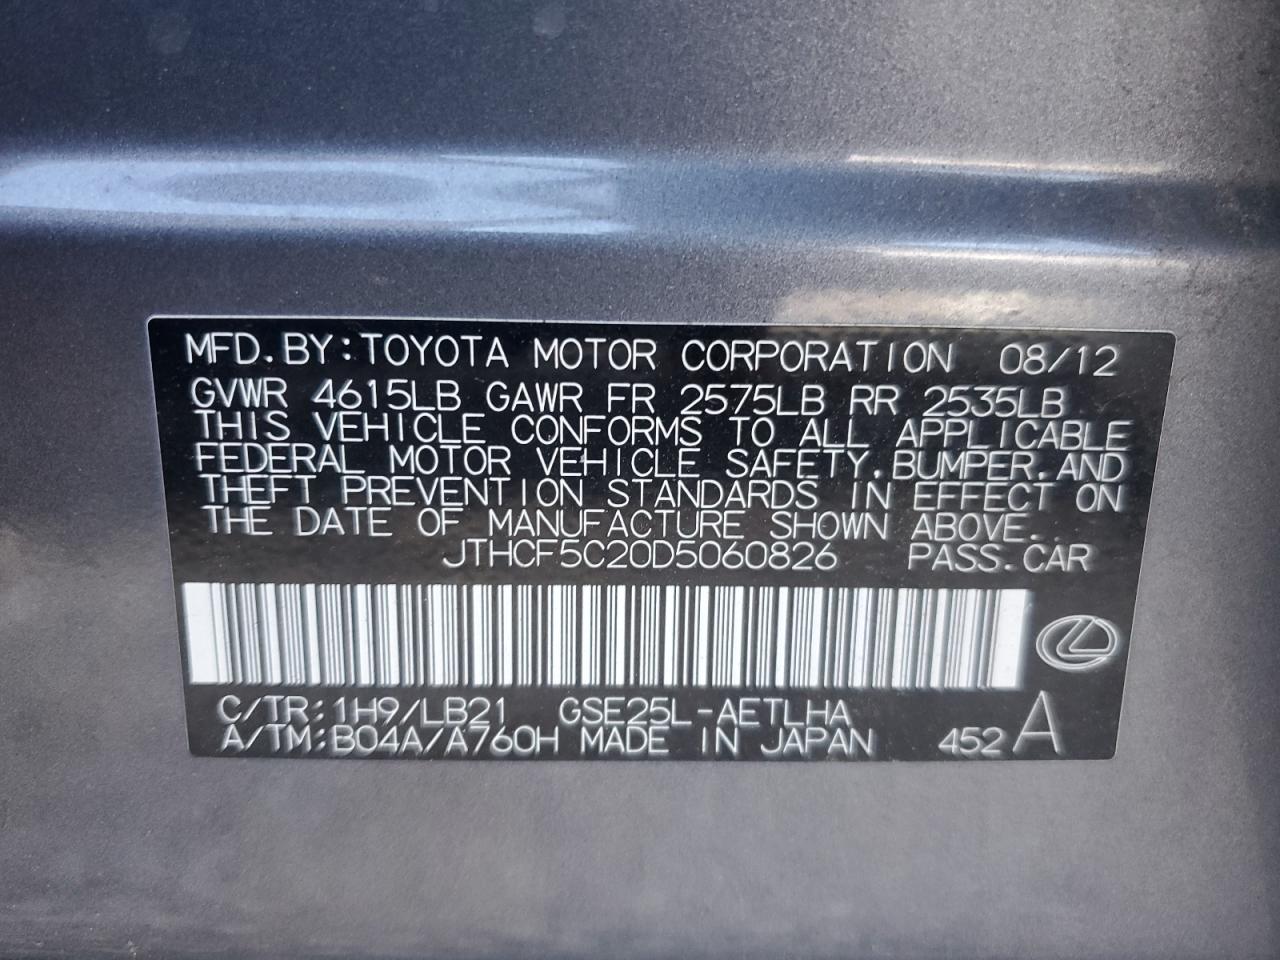 MFD.BY:TOYOTA MOTOR CORPORATION 08/12
GVWR 4615LB GAWR FR 2575LB RR 2535LB
THIS VEHICLE CONFORMS TO ALL APPLICABLE
FEDERAL MOTOR VEHICLE SAFETY,BUMPER,AND
THEFT PREVENTION STANDARDS IN EFFECT ON
THE DATE OF MANUFACTURE SHOWN ABOVE.
JTHCF5C20D5060826 PASS.CAR
C/TR:1H9/LB21 GSE25L-AETLHA
A/TM:B04A/A760H MADE IN JAPAN 452 A